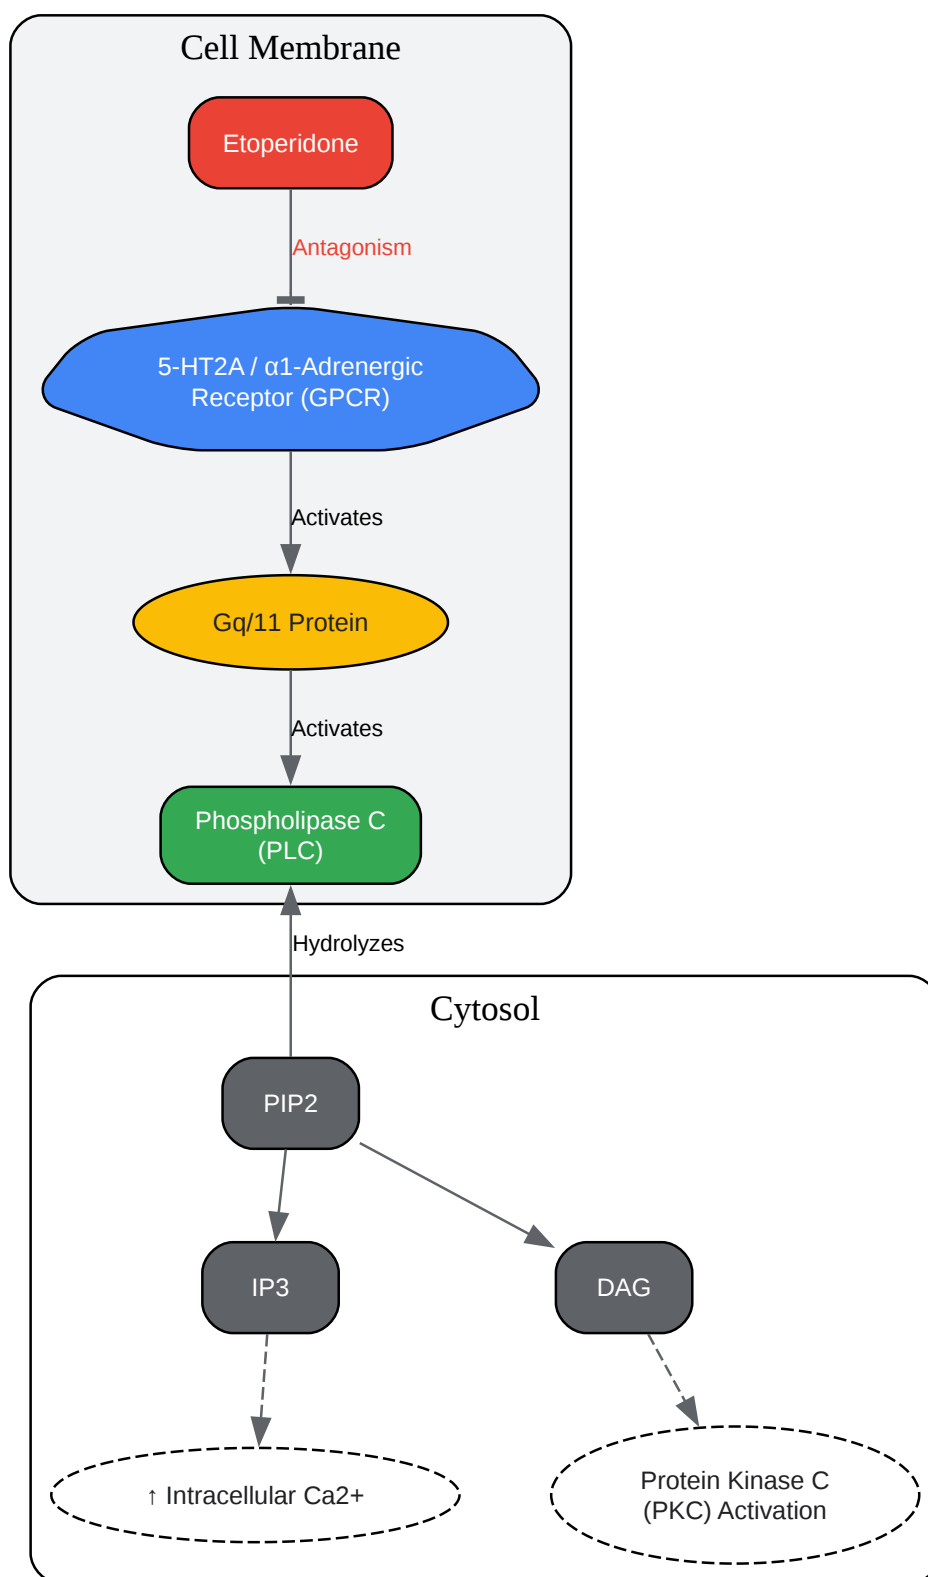 Cell Membrane
Etoperidone
Antagonism
5-HT2A / α1-Adrenergic
Receptor (GPCR)
Activates
Gq/11 Protein
Activates
Phospholipase C
(PLC)
Hydrolyzes
Cytosol
PIP2
IP3
DAG
↑ Intracellular Ca2+
Protein Kinase C
(PKC) Activation